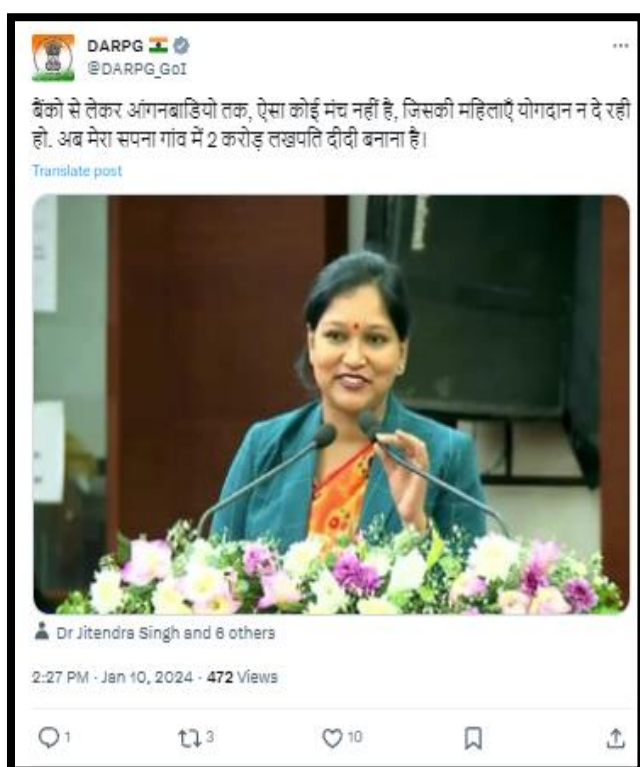 DARPG
@DARPG_GoI
बैंको से लेकर आंगनबाडियो तक, ऐसा कोई मंच नहीं है, जिसकी महिलाएँ योगदान न दे रही
हो. अब मेरा सपना गांव में 2 करोड़ लखपति दीदी बनाना है।
Translate post
Dr Jitendra Singh and 6 others
2:27 PM · Jan 10, 2024 · 472 Views
1 3 10